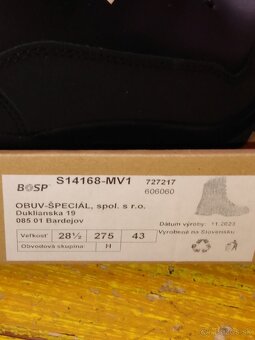 BOSP
S14168-MV1
727217
606060
OBUV-ŠPECIÁL, spol. s r.o.
Duklianska 19
085 01 Bardejov
Dátum výroby: 11.2023
Vyrobené na Slovensku
Veľkosť 28½ 275 43
Obvodová skupina H